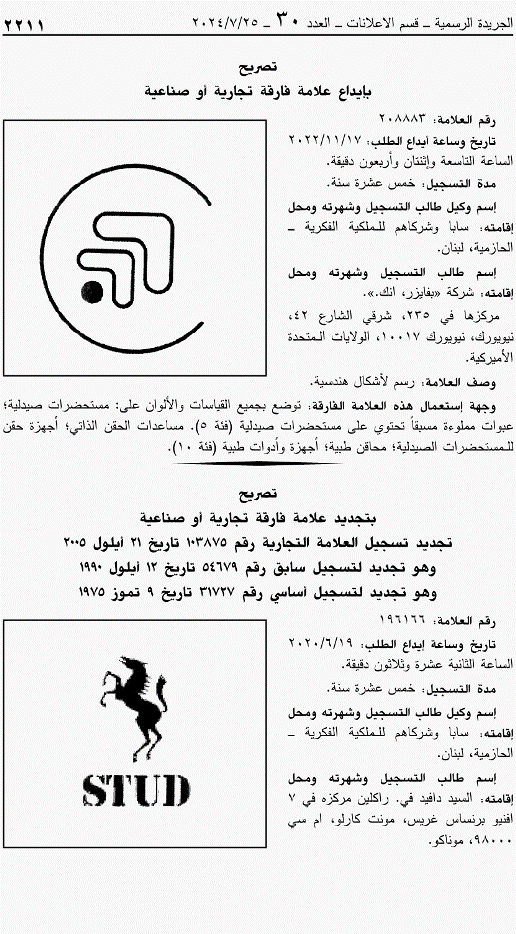 الجريدة الرسمية ـ قسم الاعلانات ـ العدد ٣٠ ـ ٢٠٢٤/٧/٢٥
٢٢١١
تصريح
بإيداع علامة فارقة تجارية أو صناعية
رقم العلامة: ٢٠٨٨٨٣
تاريخ وساعة أيداع الطلب: ٢٠٢٢/١١/١٧
الساعة التاسعة وإثنتان وأربعون دقيقة.
مدة التسجيل: خمس عشرة سنة.
إسم وكيل طالب التسجيل وشهرته ومحل
إقامته: سابا وشركاهم للـملكية الفكرية ـ
الحازمية، لبنان.
إسم طالب التسجيل وشهرته ومحل
إقامته: شركة «بفايزر، انك.».
مركزها في ٢٣٥، شرقي الشارع ٤٢،
نيويورك، نيويورك ١٠٠١٧، الولايات الـمتحدة
الأميركية.
وصف العلامة: رسم لأشكال هندسية.
وجهة إستعمال هذه العلامة الفارقة: توضع بجميع القياسات والألوان على: مستحضرات صيدلية؛
عبوات مملوءة مسبقاً تحتوي على مستحضرات صيدلية (فئة ٥). مساعدات الحقن الذاتي؛ أجهزة حقن
للـمستحضرات الصيدلية؛ محاقن طبية؛ أجهزة وأدوات طبية (فئة ١٠).
تصريح
بتجديد علامة فارقة تجارية أو صناعية
تجديد تسجيل العلامة التجارية رقم ١٠٣٨٧٥ تاريخ ٢١ أيلول ٢٠٠٥
وهو تجديد لتسجيل سابق رقم ٥٤٦٧٩ تاريخ ١٢ أيلول ١٩٩٠
وهو تجديد لتسجيل أساسي رقم ٣١٧٢٧ تاريخ ٩ تموز ١٩٧٥
رقم العلامة: ١٩٦١٦٦
تاريخ وساعة إيداع الطلب: ٢٠٢٠/٦/١٩
الساعة الثانية عشرة وثلاثون دقيقة.
مدة التسجيل: خمس عشرة سنة.
إسم وكيل طالب التسجيل وشهرته ومحل
إقامته: سابا وشركاهم للـملكية الفكرية ـ
الحازمية، لبنان.
إسم طالب التسجيل وشهرته ومحل
إقامته: السيد دافيد في. راكلين مركزه في ٧
افنيو برنساس غريس، مونت كارلو، ام سي
٩٨٠٠٠، موناكو.
STUD